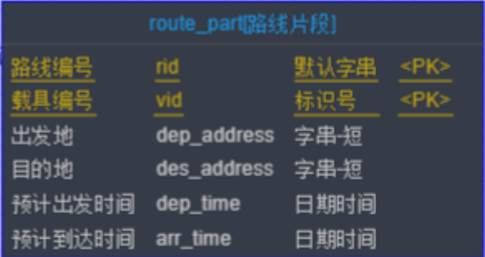 route_part[路线片段]
路线编号 rid 默认字串 <PK>
载具编号 vid 标识号 <PK>
出发地 dep_address 字串-短
目的地 des_address 字串-短
预计出发时间 dep_time 日期时间
预计到达时间 arr_time 日期时间